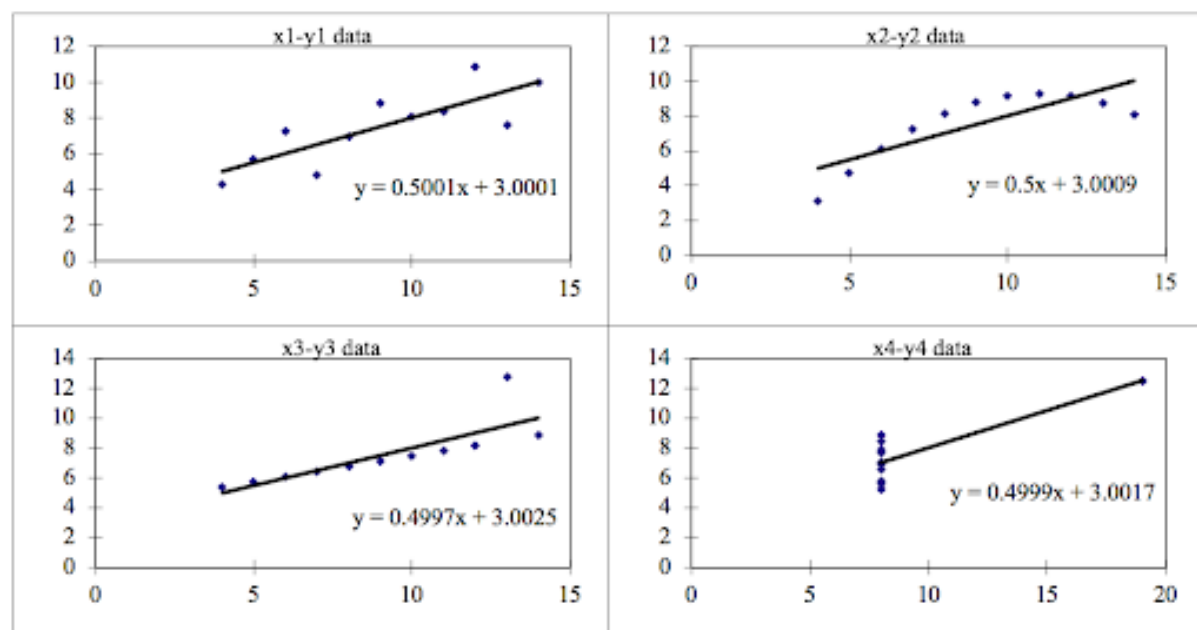 x1-y1 data
12
10
8
6
4
2
0
y = 0.5001x + 3.0001
0 5 10 15
x2-y2 data
12
10
8
6
4
2
0
y = 0.5x + 3.0009
0 5 10 15
x3-y3 data
14
12
10
8
6
4
2
0
y = 0.4997x + 3.0025
0 5 10 15
x4-y4 data
14
12
10
8
6
4
2
0
y = 0.4999x + 3.0017
0 5 10 15 20